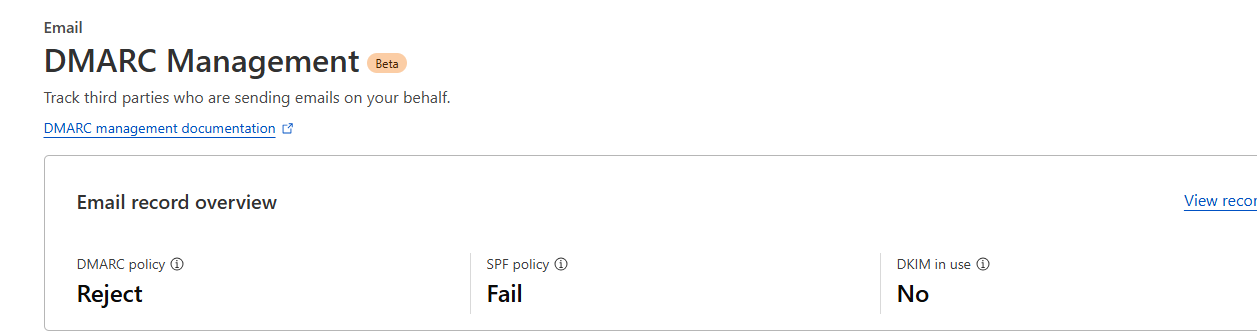 Email
DMARC Management Beta
Track third parties who are sending emails on your behalf.
DMARC management documentation
Email record overview
View recor
DMARC policy
SPF policy
DKIM in use
Reject
Fail
No